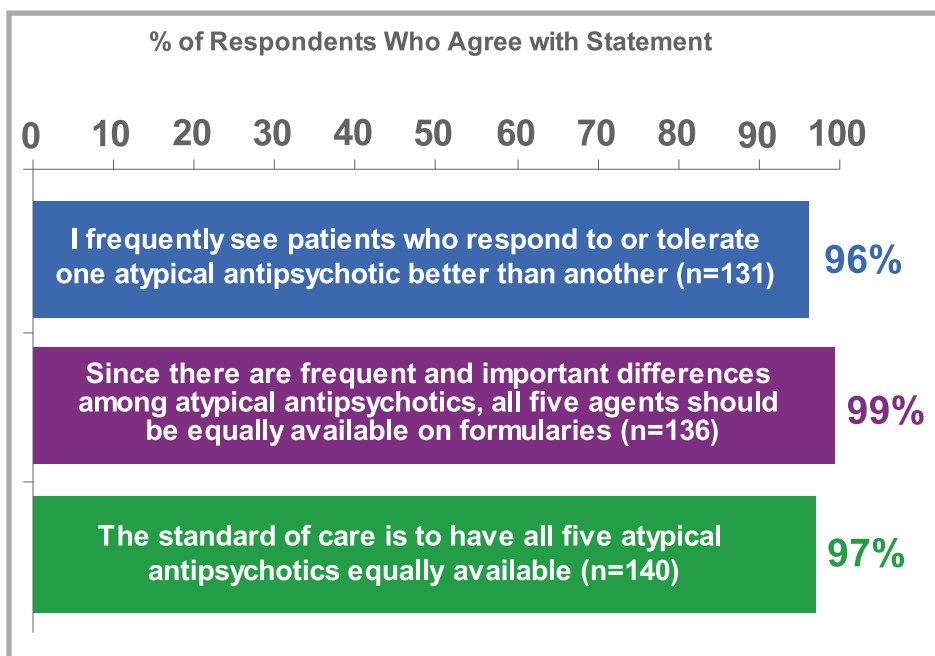 % of Respondents Who Agree with Statement
0 10 20 30 40 50 60 70 80 90 100
I frequently see patients who respond to or tolerate
one atypical antipsychotic better than another (n=131)
96%
Since there are frequent and important differences
among atypical antipsychotics, all five agents should
be equally available on formularies (n=136)
99%
The standard of care is to have all five atypical
antipsychotics equally available (n=140)
97%